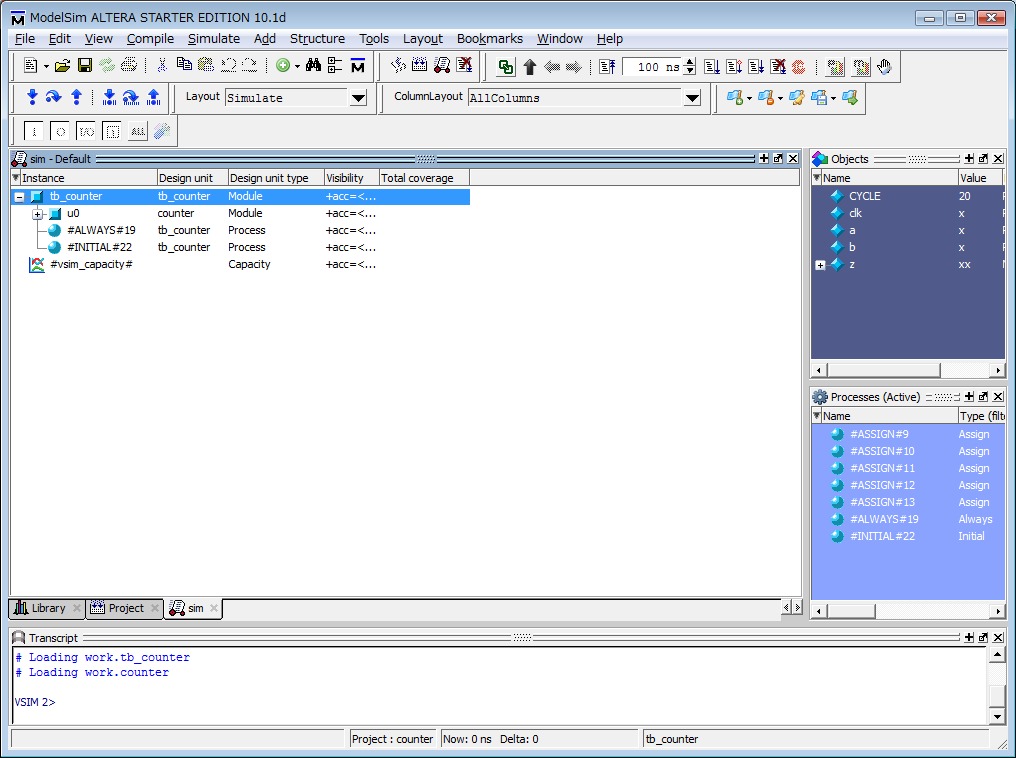 ModelSim ALTERA STARTER EDITION 10.1d
File Edit View Compile Simulate Add Structure Tools Layout Bookmarks Window Help
100 ns
Layout Simulate ColumnLayout AllColumns
I O I/O ALL
sim - Default
Instance Design unit Design unit type Visibility Total coverage
tb_counter tb_counter Module +acc=<...
u0 counter Module +acc=<...
#ALWAYS#19 tb_counter Process +acc=<...
#INITIAL#22 tb_counter Process +acc=<...
#vsim_capacity# Capacity +acc=<...
Objects
Name Value
CYCLE 20
clk x
a x
b x
z xx
Processes (Active)
Name Type (filte
#ASSIGN#9 Assign
#ASSIGN#10 Assign
#ASSIGN#11 Assign
#ASSIGN#12 Assign
#ASSIGN#13 Assign
#ALWAYS#19 Always
#INITIAL#22 Initial
Library Project sim
Transcript
# Loading work.tb_counter
# Loading work.counter
VSIM 2>
Project : counter Now: 0 ns Delta: 0 tb_counter